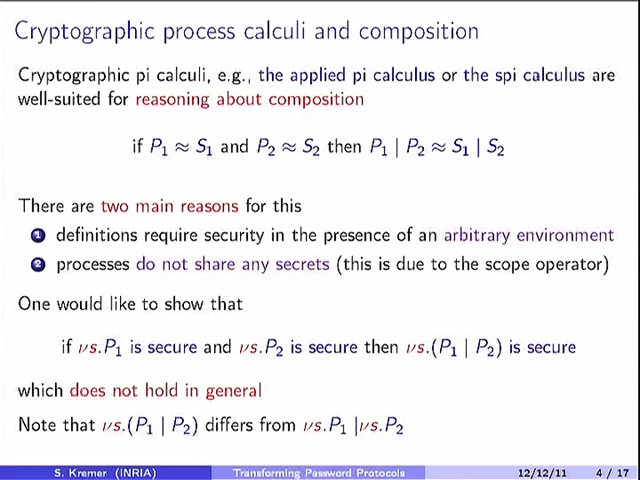 Cryptographic process calculi and composition
Cryptographic pi calculi, e.g., the applied pi calculus or the spi calculus are
well-suited for reasoning about composition
if P₁ ≈ S₁ and P₂ ≈ S₂ then P₁ | P₂ ≈ S₁ | S₂
There are two main reasons for this
1 definitions require security in the presence of an arbitrary environment
2 processes do not share any secrets (this is due to the scope operator)
One would like to show that
if νs.P₁ is secure and νs.P₂ is secure then νs.(P₁ | P₂) is secure
which does not hold in general
Note that νs.(P₁ | P₂) differs from νs.P₁ |νs.P₂
S. Kremer (INRIA) Transforming Password Protocols 12/12/11 4 / 17